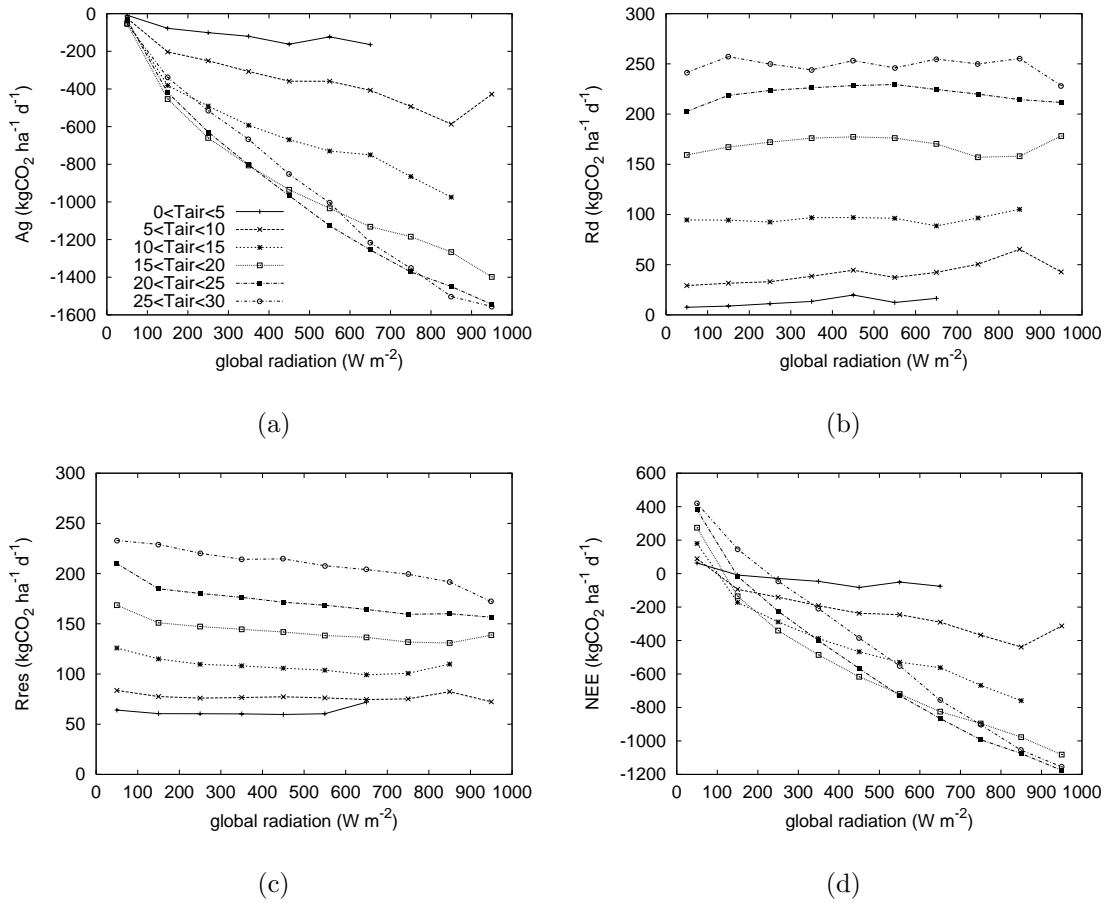 0
-200
-400
-600
-800
-1000
-1200
-1400
-1600
Ag (kgCO2 ha-1 d-1)
0<Tair<5
5<Tair<10
10<Tair<15
15<Tair<20
20<Tair<25
25<Tair<30
0 100 200 300 400 500 600 700 800 900 1000
global radiation (W m-2)
(a)
300
250
200
150
100
50
0
Rd (kgCO2 ha-1 d-1)
0 100 200 300 400 500 600 700 800 900 1000
global radiation (W m-2)
(b)
300
250
200
150
100
50
0
Rres (kgCO2 ha-1 d-1)
0 100 200 300 400 500 600 700 800 900 1000
global radiation (W m-2)
(c)
600
400
200
0
-200
-400
-600
-800
-1000
-1200
NEE (kgCO2 ha-1 d-1)
0 100 200 300 400 500 600 700 800 900 1000
global radiation (W m-2)
(d)